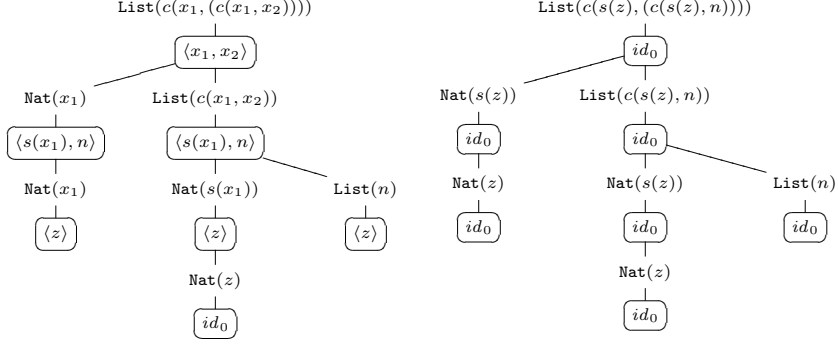 List(c(x₁, (c(x₁, x₂))))
⟨x₁, x₂⟩
Nat(x₁) List(c(x₁, x₂))
⟨s(x₁), n⟩ ⟨s(x₁), n⟩
Nat(x₁) Nat(s(x₁)) List(n)
⟨z⟩ ⟨z⟩ ⟨z⟩
Nat(z)
id₀
List(c(s(z), (c(s(z), n))))
id₀
Nat(s(z)) List(c(s(z), n))
id₀ id₀
Nat(z) Nat(s(z)) List(n)
id₀ id₀ id₀
Nat(z)
id₀